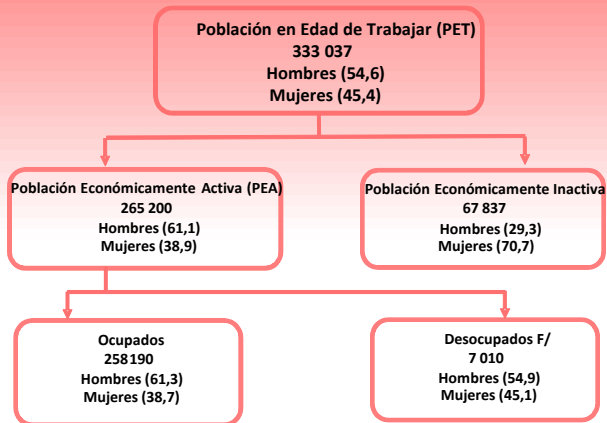 Población en Edad de Trabajar (PET)
333 037
Hombres (54,6)
Mujeres (45,4)
Población Económicamente Activa (PEA)
265 200
Hombres (61,1)
Mujeres (38,9)
Población Económicamente Inactiva
67 837
Hombres (29,3)
Mujeres (70,7)
Ocupados
258190
Hombres (61,3)
Mujeres (38,7)
Desocupados F/
7 010
Hombres (54,9)
Mujeres (45,1)